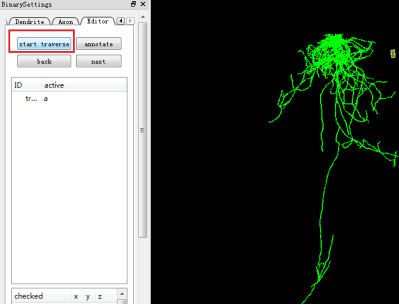 BinarySettings
Dendrite Axon Editor
start traverse annotate
back next
ID active
tr... a
checked x y z